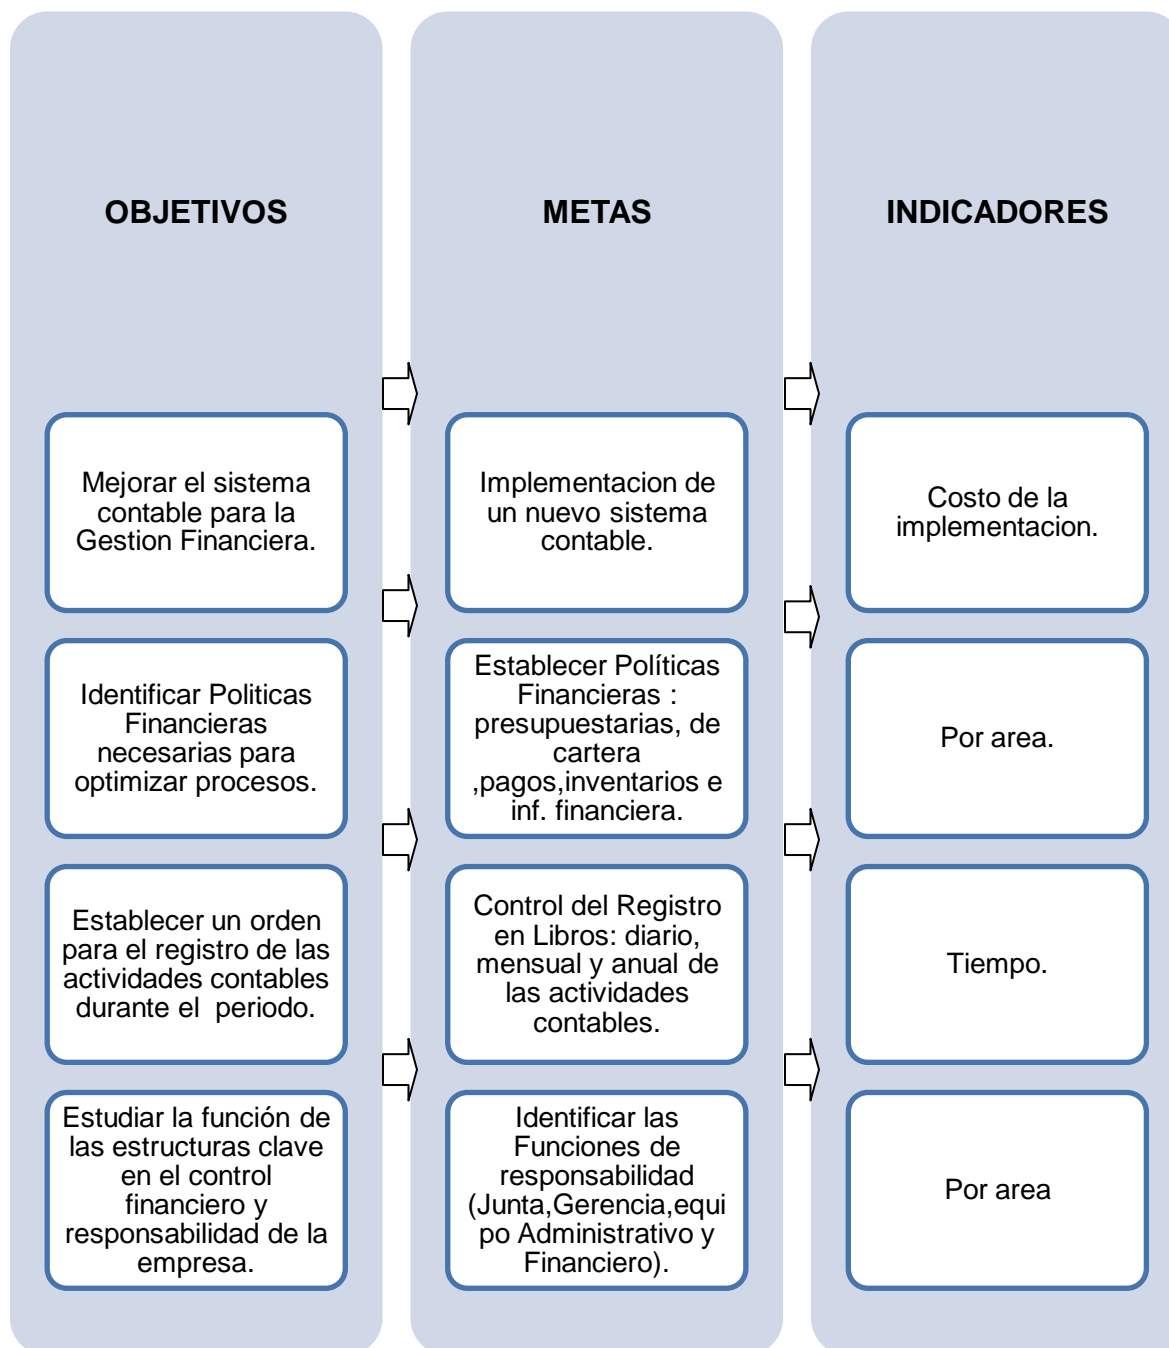 OBJETIVOS
METAS
INDICADORES
Mejorar el sistema
contable para la
Gestion Financiera.
Implementacion de
un nuevo sistema
contable.
Costo de la
implementacion.
Identificar Politicas
Financieras
necesarias para
optimizar procesos.
Establecer Políticas
Financieras :
presupuestarias, de
cartera
,pagos,inventarios e
inf. financiera.
Por area.
Establecer un orden
para el registro de las
actividades contables
durante el  periodo.
Control del Registro
en Libros: diario,
mensual y anual de
las actividades
contables.
Tiempo.
Estudiar la función de
las estructuras clave
en el control
financiero y
responsabilidad de la
empresa.
Identificar las
Funciones de
responsabilidad
(Junta,Gerencia,equi
po Administrativo y
Financiero).
Por area